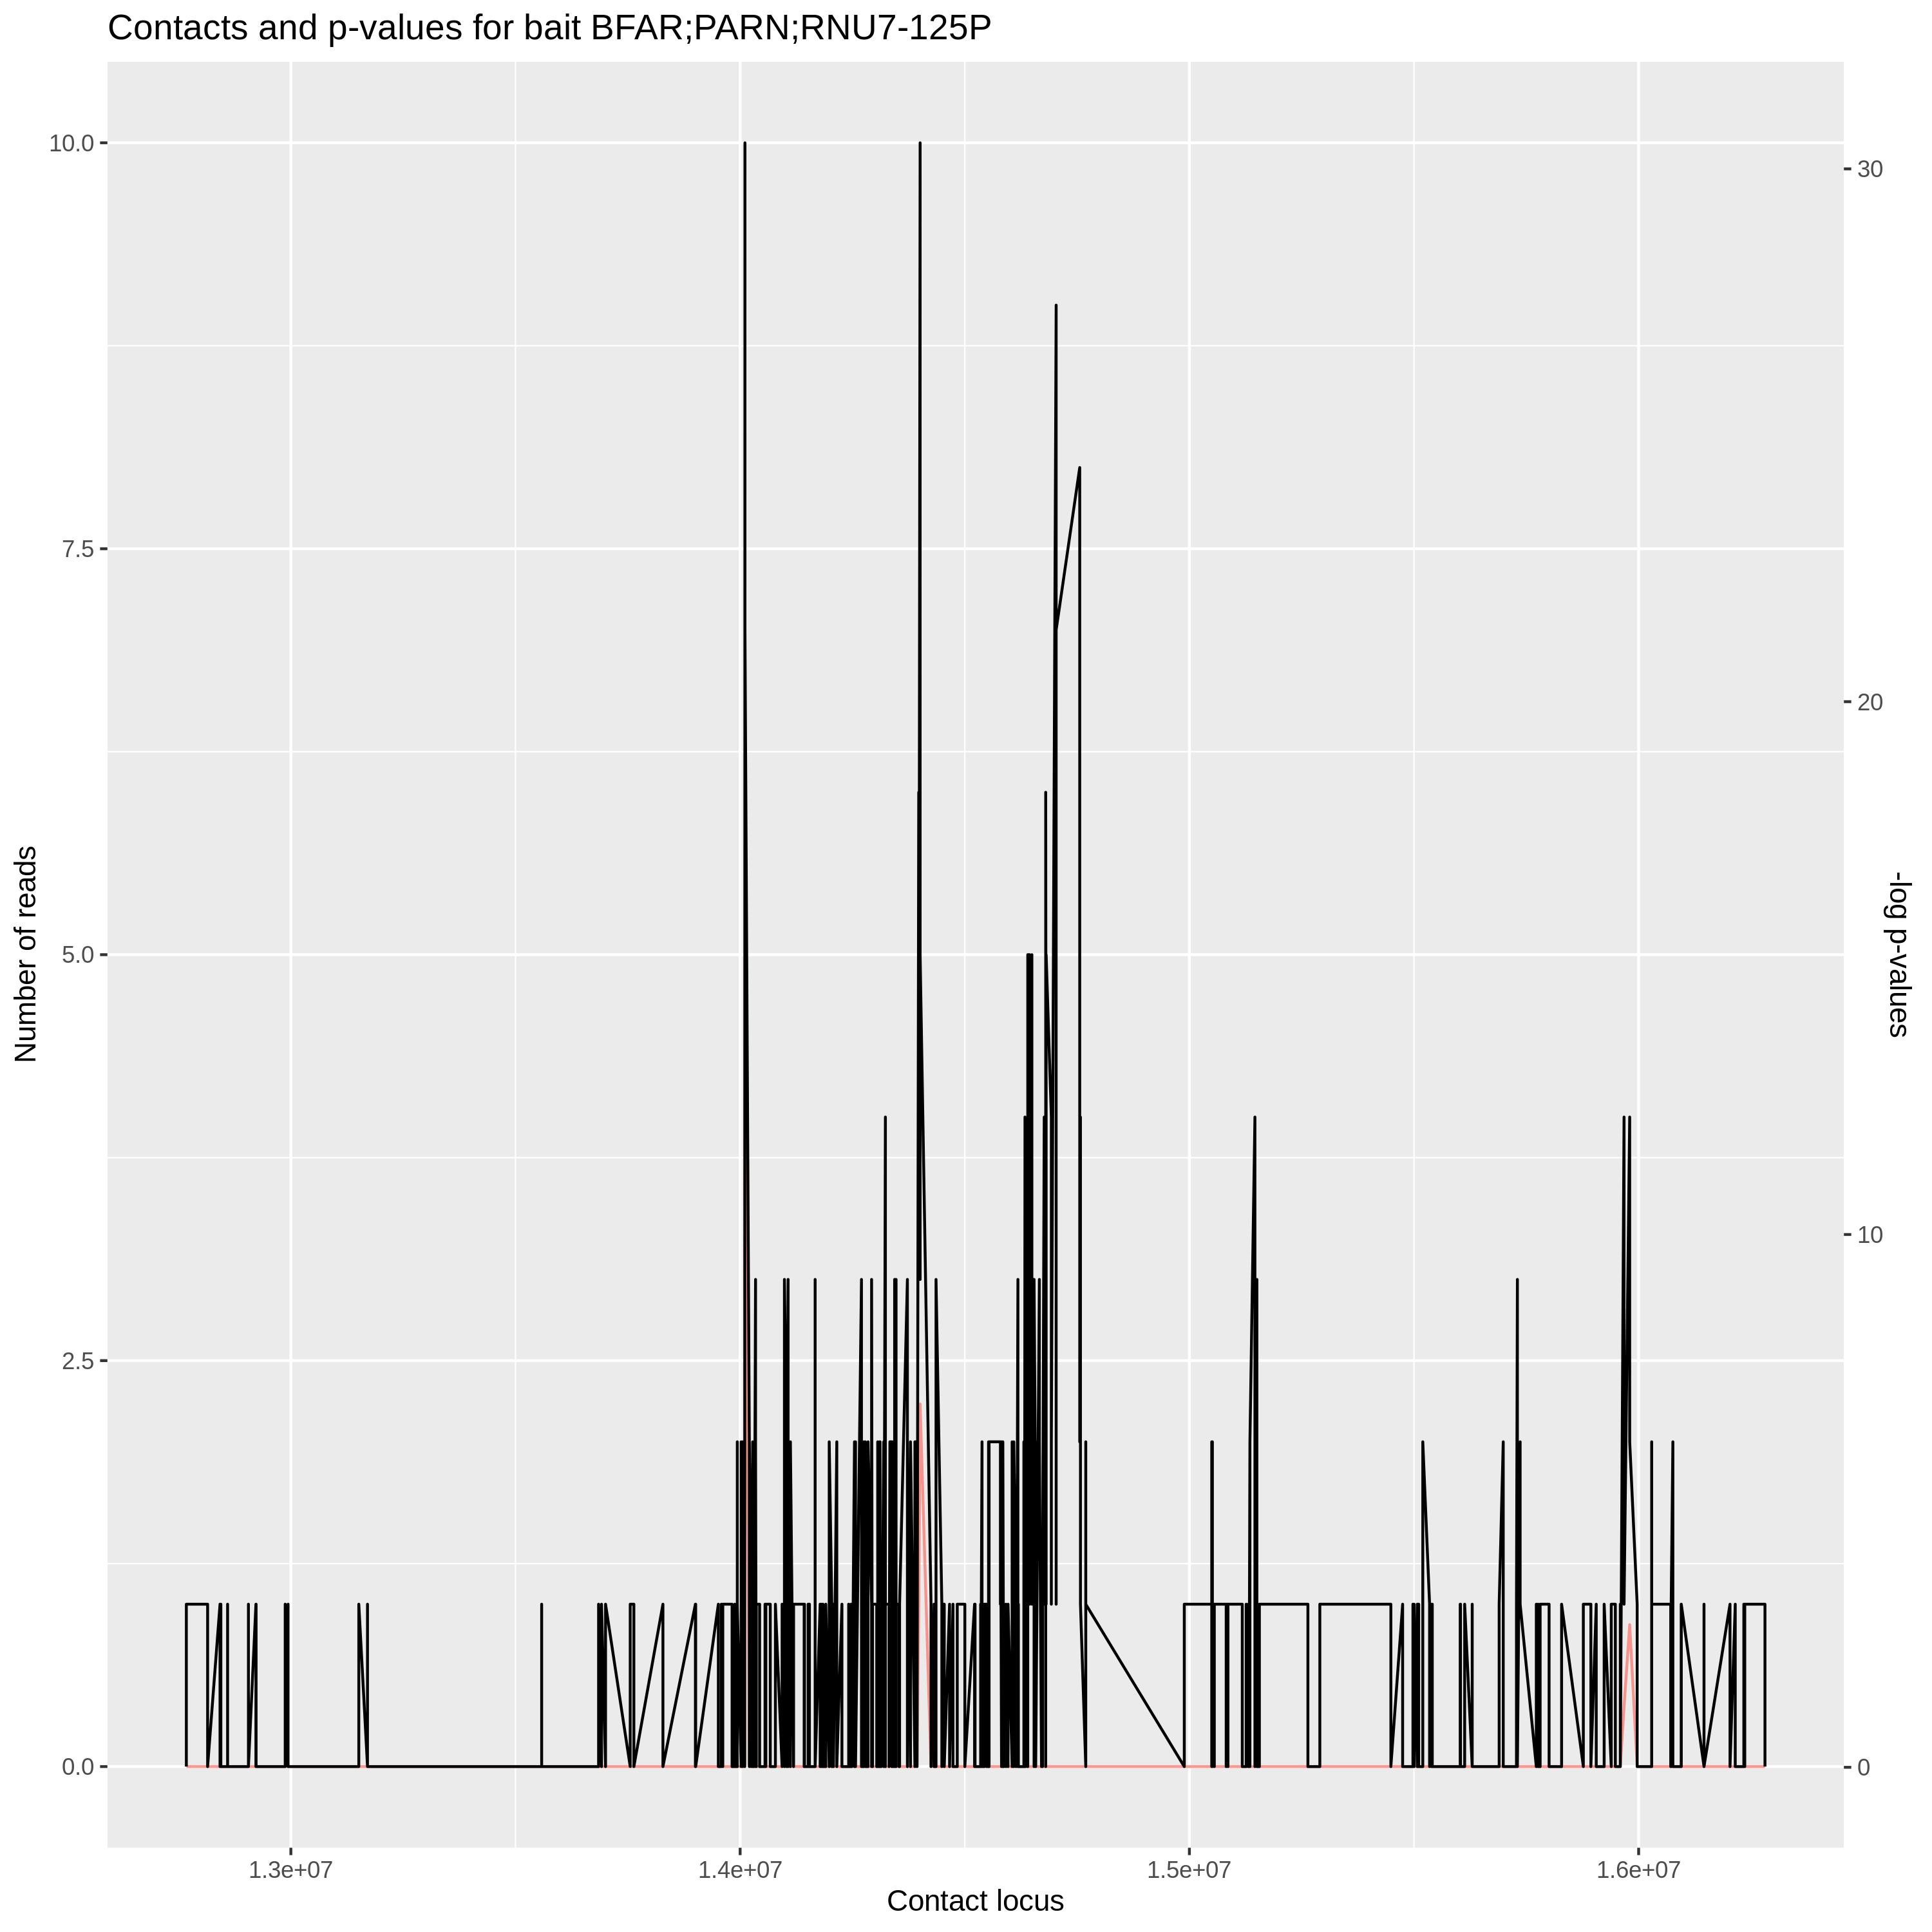 Contacts and p-values for bait BFAR;PARN;RNU7-125P
10.0
7.5
5.0
2.5
0.0
Number of reads
30
20
10
0
-log p-values
1.3e+07
1.4e+07
1.5e+07
1.6e+07
Contact locus